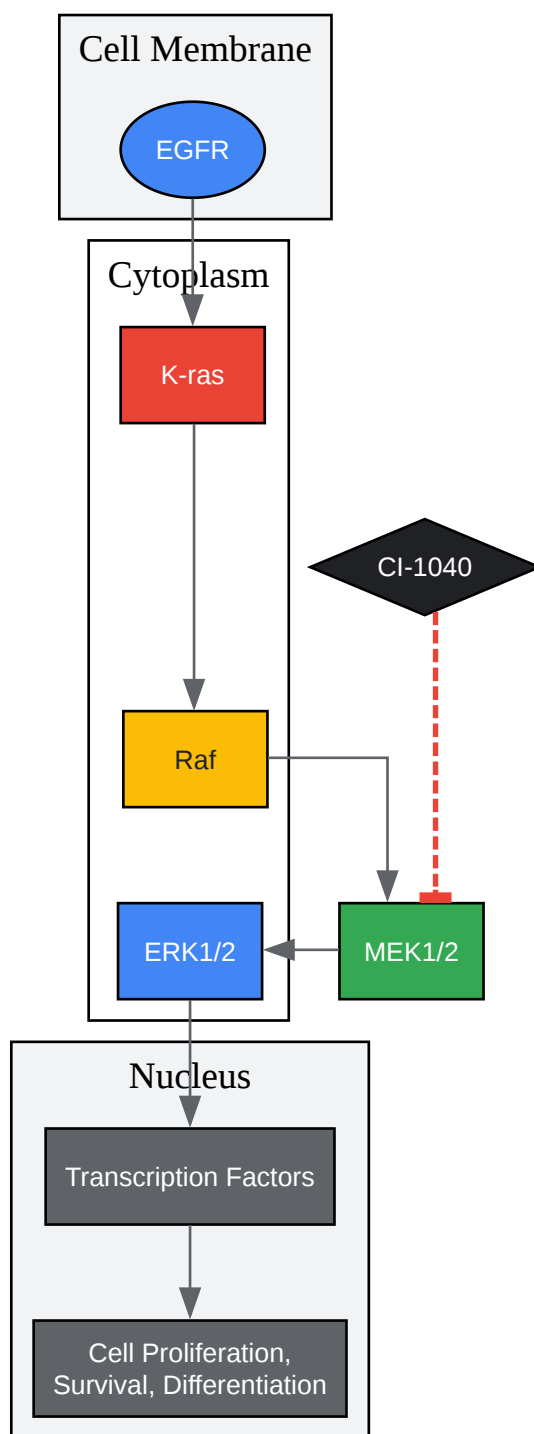 Cell Membrane
EGFR
Cytoplasm
K-ras
CI-1040
Raf
ERK1/2
MEK1/2
Nucleus
Transcription Factors
Cell Proliferation,
Survival, Differentiation